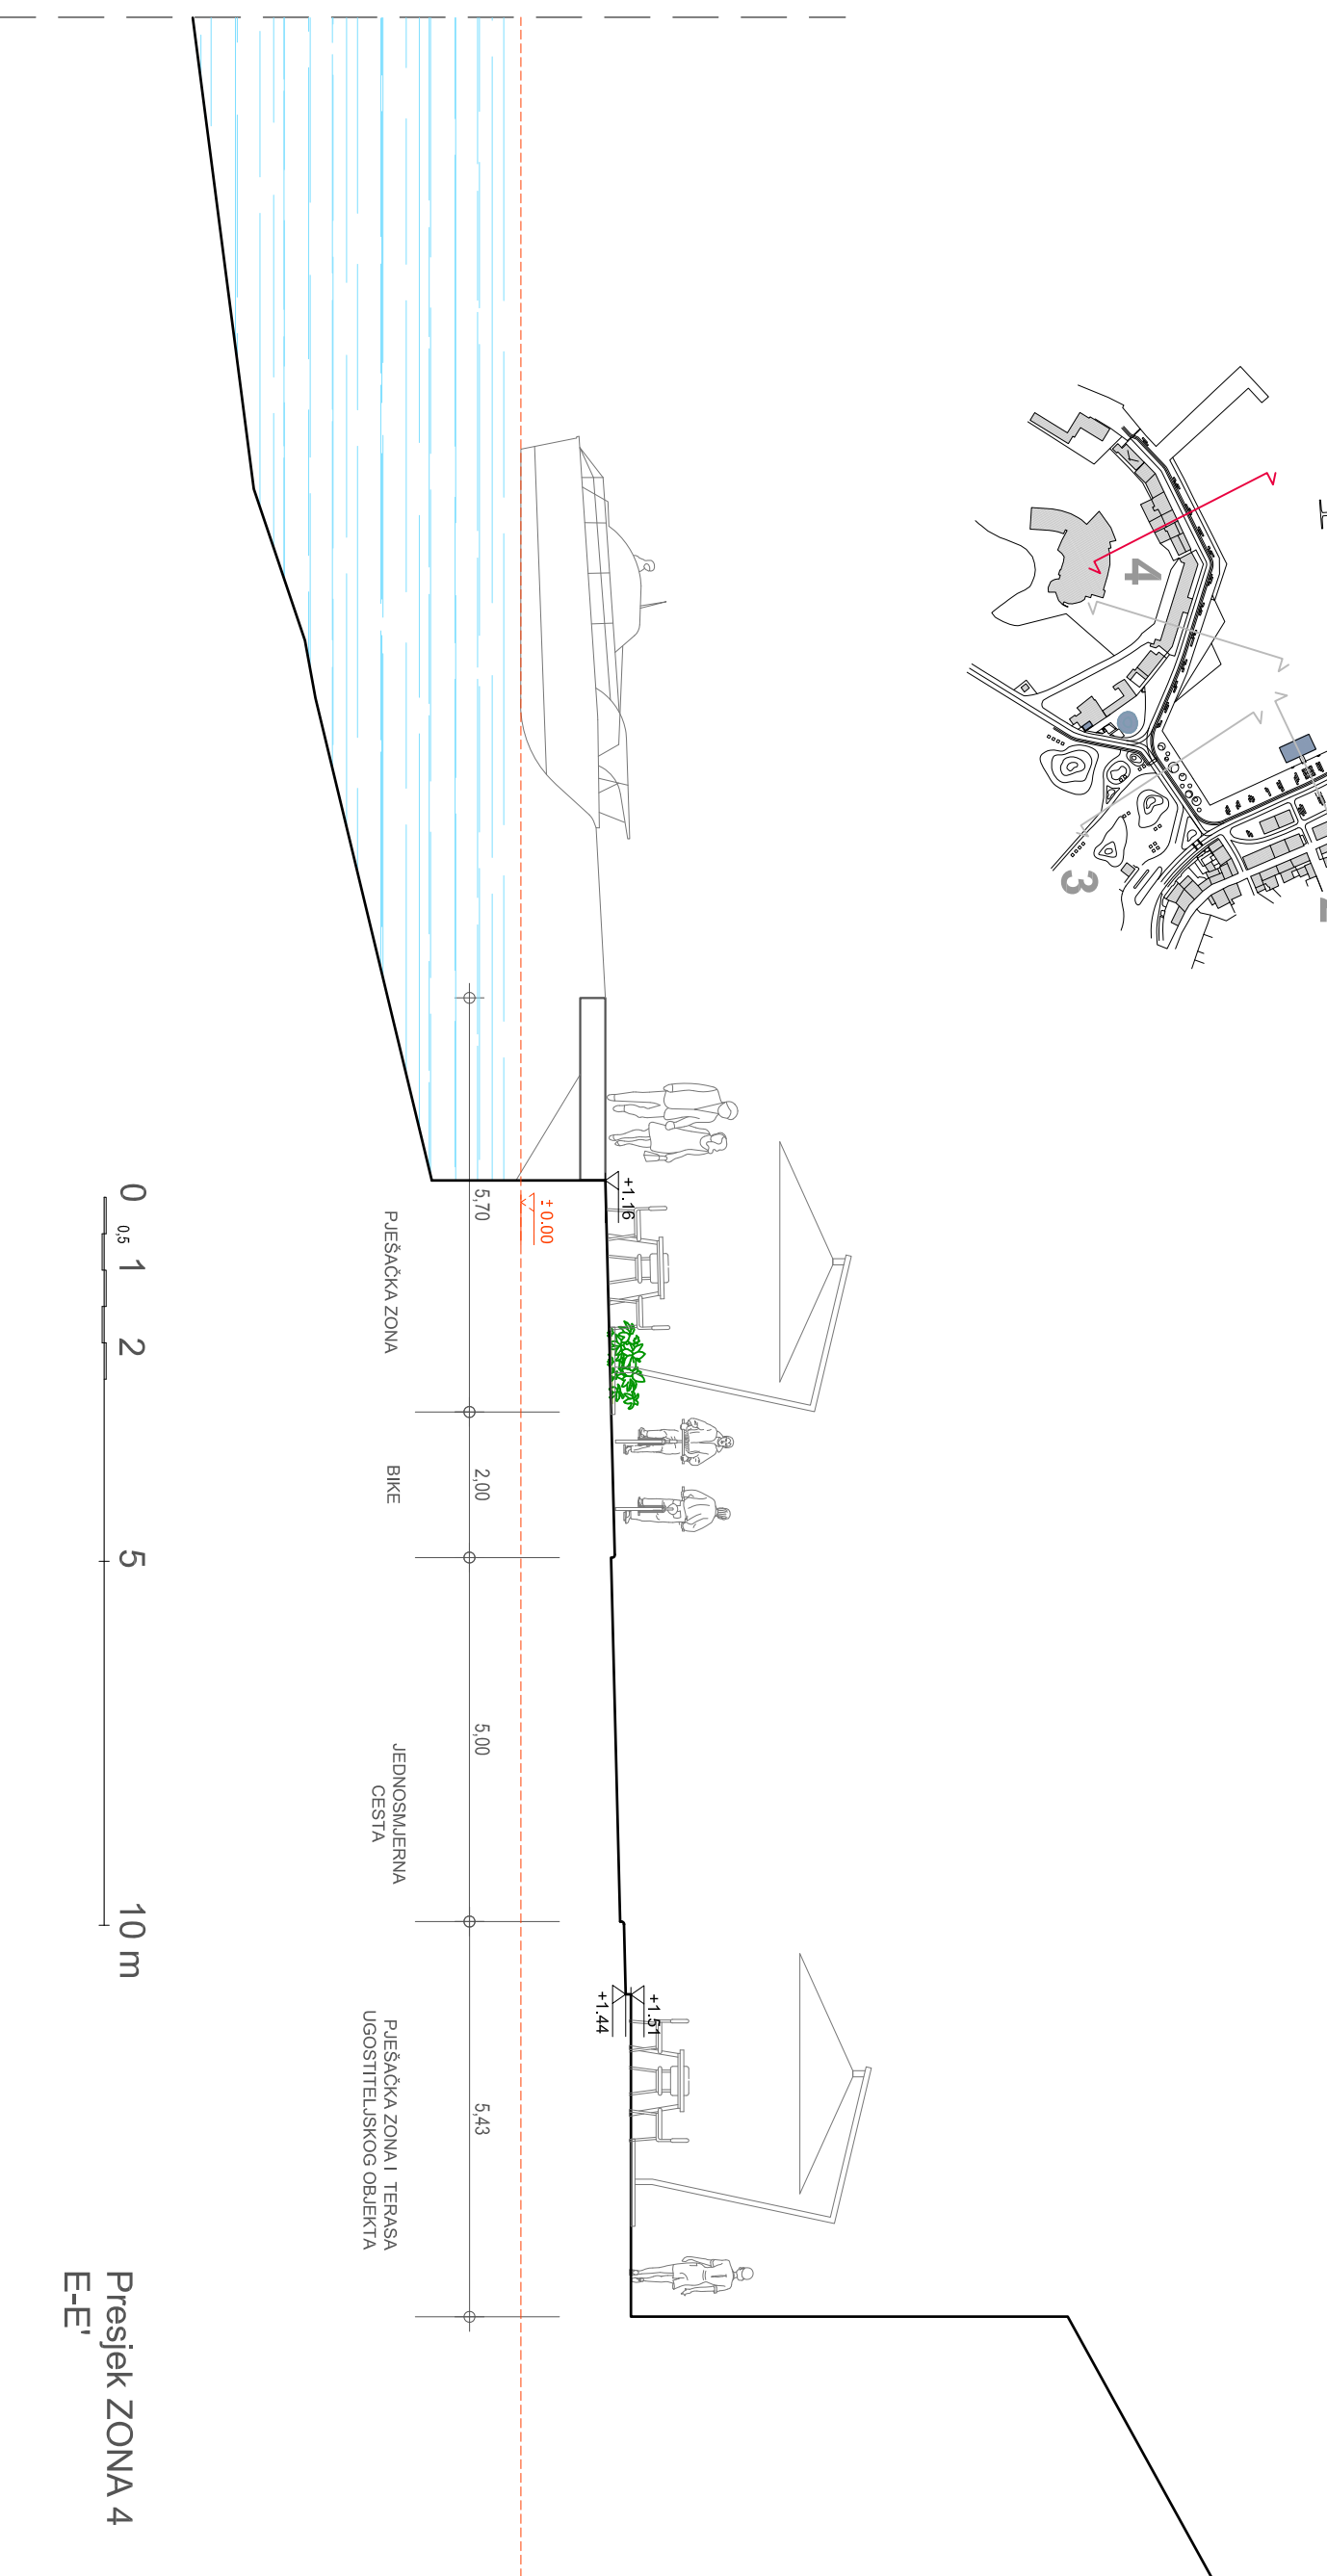 4
3
+1.16
± 0.00
+1.51
+1.44
5,70
2,00
5,00
5,43
PJEŠAČKA ZONA
BIKE
JEDNOSMJERNA
CESTA
PJEŠAČKA ZONA I TERASA
UGOSTITELJSKOG OBJEKTA
0
0,5
1
2
5
10 m
Presjek ZONA 4
E-E'